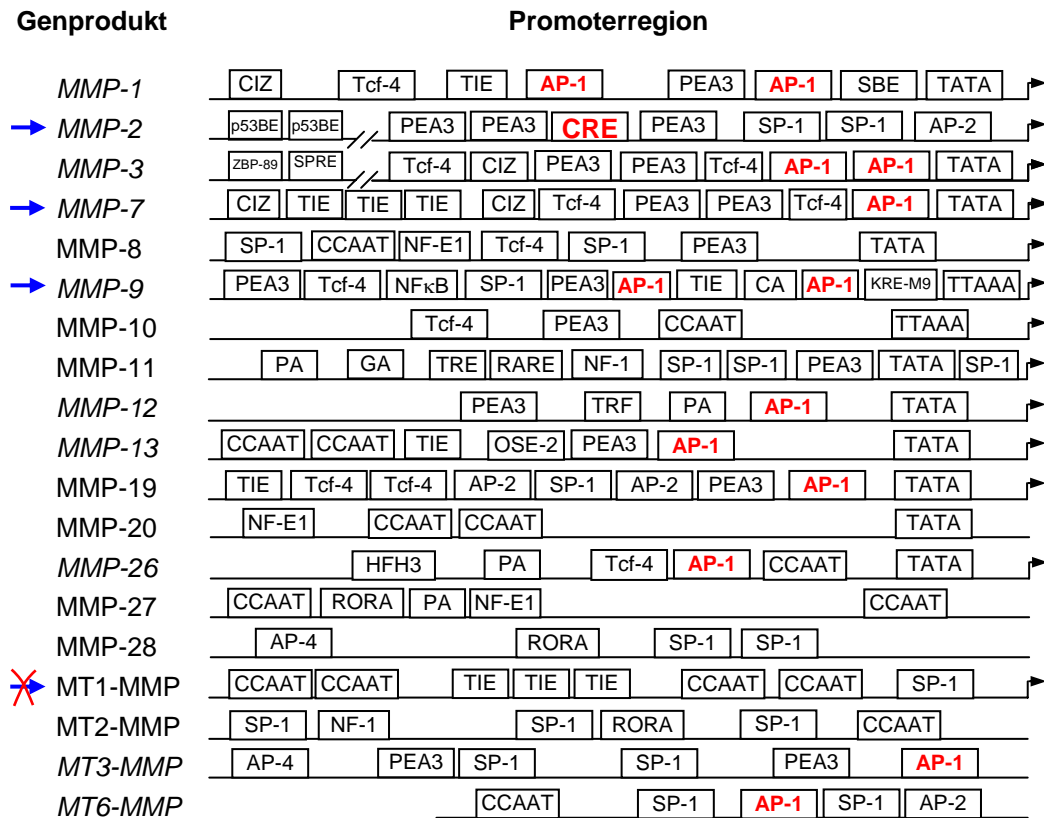 Genprodukt Promoterregion
MMP-1 CIZ Tcf-4 TIE AP-1 PEA3 AP-1 SBE TATA
MMP-2 p53BE p53BE PEA3 PEA3 CRE PEA3 SP-1 SP-1 AP-2
MMP-3 ZBP-89 SPRE Tcf-4 CIZ PEA3 PEA3 Tcf-4 AP-1 AP-1 TATA
MMP-7 CIZ TIE TIE TIE CIZ Tcf-4 PEA3 PEA3 Tcf-4 AP-1 TATA
MMP-8 SP-1 CCAAT NF-E1 Tcf-4 SP-1 PEA3 TATA
MMP-9 PEA3 Tcf-4 NFκB SP-1 PEA3 AP-1 TIE CA AP-1 KRE-M9 TTAAA
MMP-10 Tcf-4 PEA3 CCAAT TTAAA
MMP-11 PA GA TRE RARE NF-1 SP-1 SP-1 PEA3 TATA SP-1
MMP-12 PEA3 TRF PA AP-1 TATA
MMP-13 CCAAT CCAAT TIE OSE-2 PEA3 AP-1 TATA
MMP-19 TIE Tcf-4 Tcf-4 AP-2 SP-1 AP-2 PEA3 AP-1 TATA
MMP-20 NF-E1 CCAAT CCAAT TATA
MMP-26 HFH3 PA Tcf-4 AP-1 CCAAT TATA
MMP-27 CCAAT RORA PA NF-E1 CCAAT
MMP-28 AP-4 RORA SP-1 SP-1
MT1-MMP CCAAT CCAAT TIE TIE TIE CCAAT CCAAT SP-1
MT2-MMP SP-1 NF-1 SP-1 RORA SP-1 CCAAT
MT3-MMP AP-4 PEA3 SP-1 SP-1 PEA3 AP-1
MT6-MMP CCAAT SP-1 AP-1 SP-1 AP-2